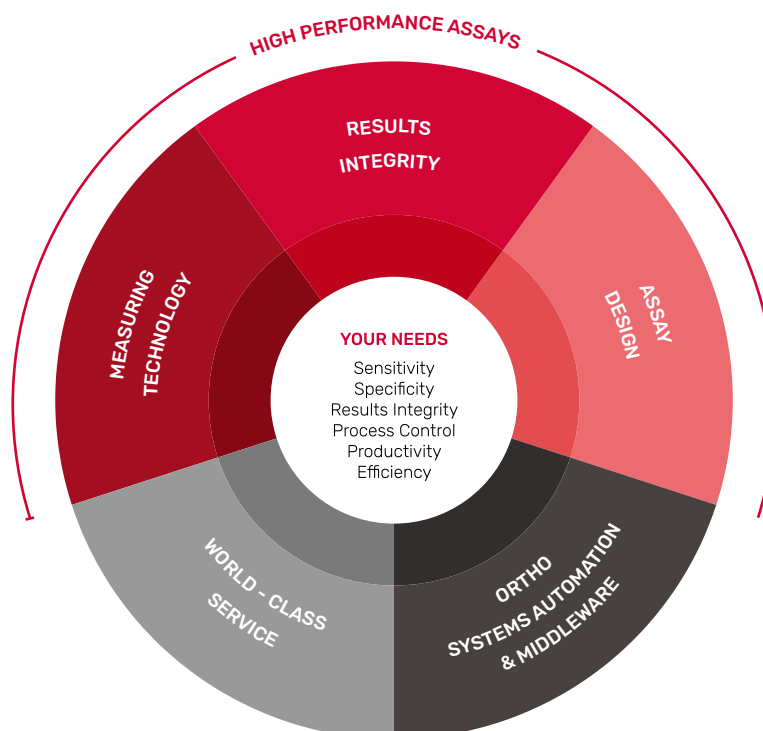 HIGH PERFORMANCE ASSAYS
RESULTS
INTEGRITY
MEASURING
TECHNOLOGY
ASSAY
DESIGN
YOUR NEEDS
Sensitivity
Specificity
Results Integrity
Process Control
Productivity
Efficiency
WORLD - CLASS
SERVICE
ORTHO
SYSTEMS AUTOMATION
& MIDDLEWARE